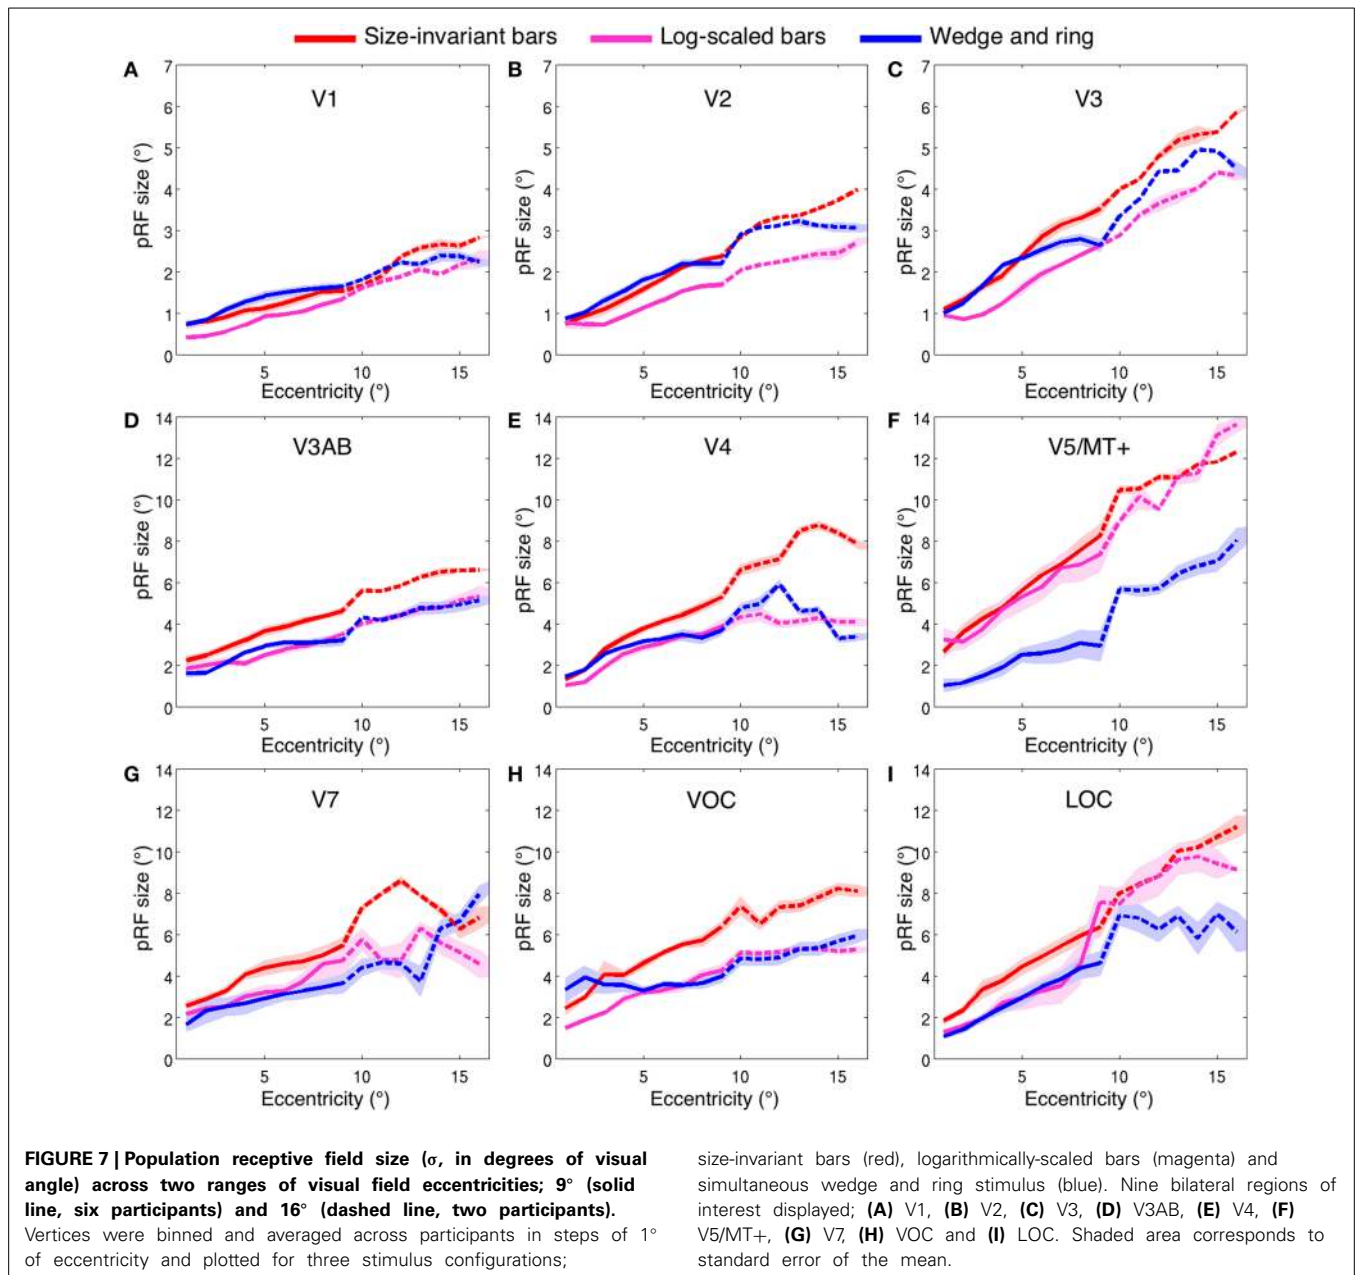 Size-invariant bars Log-scaled bars Wedge and ring
A
V1
pRF size (°)
7
6
5
4
3
2
1
0
5 10 15
Eccentricity (°)
B
V2
pRF size (°)
7
6
5
4
3
2
1
0
5 10 15
Eccentricity (°)
C
V3
pRF size (°)
7
6
5
4
3
2
1
0
5 10 15
Eccentricity (°)
D
V3AB
pRF size (°)
14
12
10
8
6
4
2
0
5 10 15
Eccentricity (°)
E
V4
pRF size (°)
14
12
10
8
6
4
2
0
5 10 15
Eccentricity (°)
F
V5/MT+
pRF size (°)
14
12
10
8
6
4
2
0
5 10 15
Eccentricity (°)
G
V7
pRF size (°)
14
12
10
8
6
4
2
0
5 10 15
Eccentricity (°)
H
VOC
pRF size (°)
14
12
10
8
6
4
2
0
5 10 15
Eccentricity (°)
I
LOC
pRF size (°)
14
12
10
8
6
4
2
0
5 10 15
Eccentricity (°)
FIGURE 7 | Population receptive field size (σ, in degrees of visual
angle) across two ranges of visual field eccentricities; 9° (solid
line, six participants) and 16° (dashed line, two participants).
Vertices were binned and averaged across participants in steps of 1°
of eccentricity and plotted for three stimulus configurations;
size-invariant bars (red), logarithmically-scaled bars (magenta) and
simultaneous wedge and ring stimulus (blue). Nine bilateral regions of
interest displayed; (A) V1, (B) V2, (C) V3, (D) V3AB, (E) V4, (F)
V5/MT+, (G) V7, (H) VOC and (I) LOC. Shaded area corresponds to
standard error of the mean.